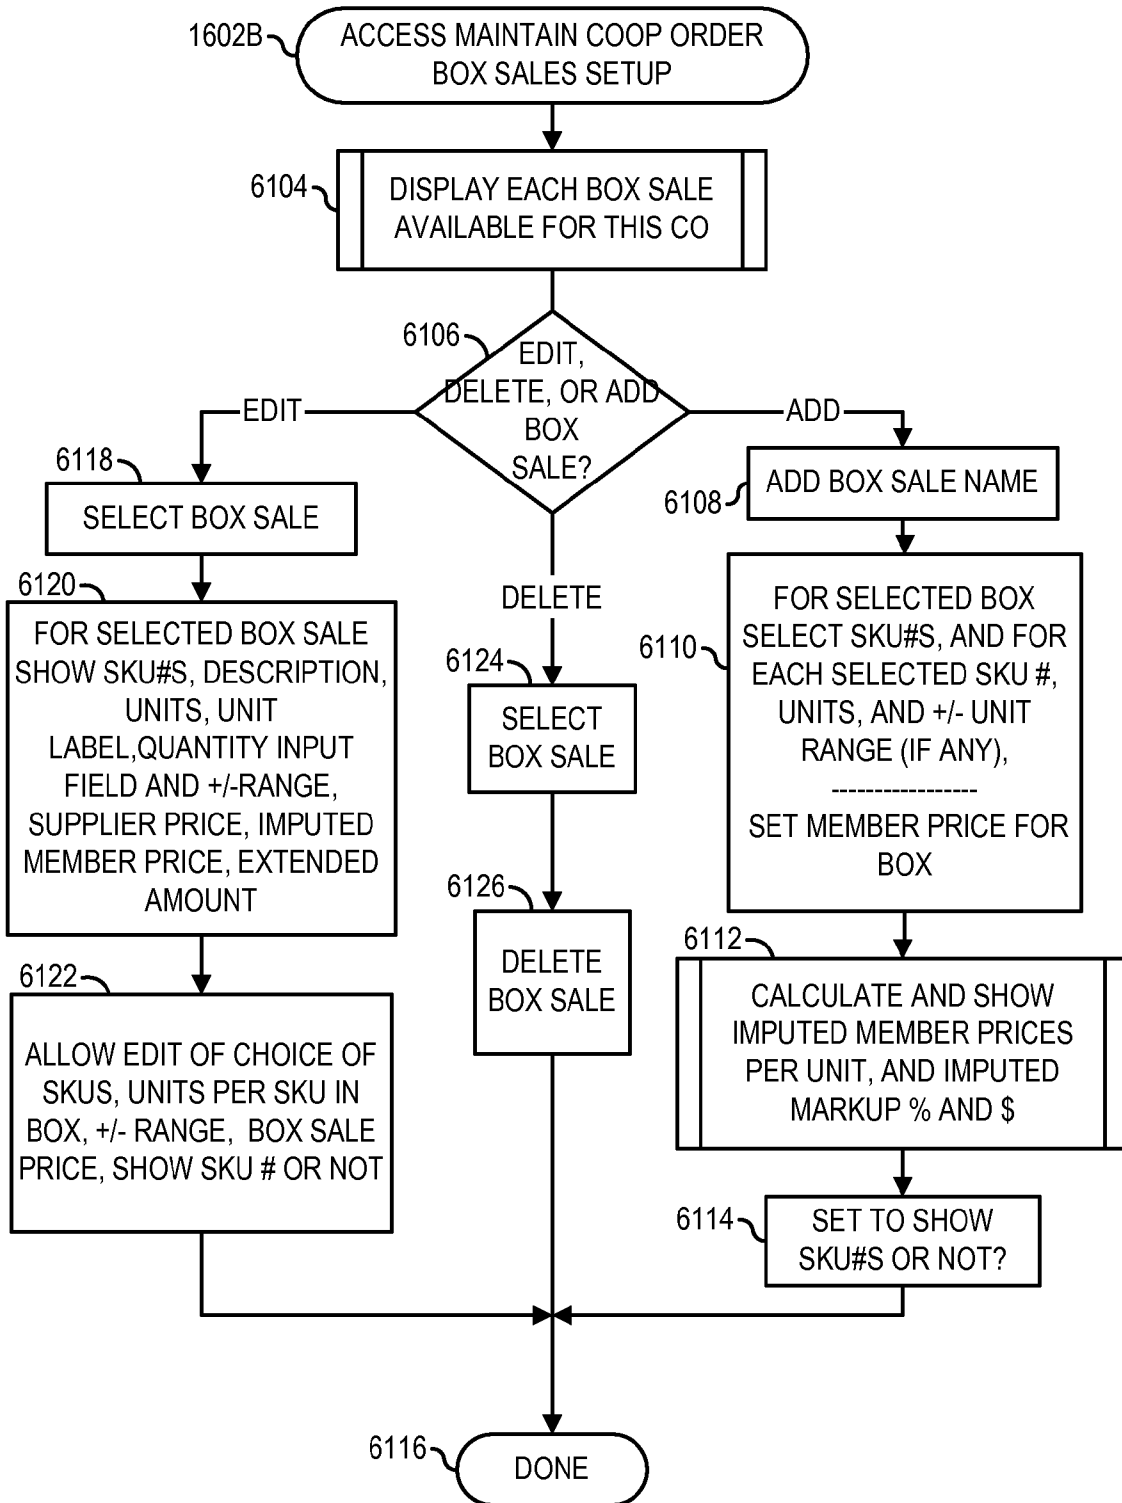 1602B
ACCESS MAINTAIN COOP ORDER
BOX SALES SETUP
6104
DISPLAY EACH BOX SALE
AVAILABLE FOR THIS CO
6106
EDIT,
DELETE, OR ADD
BOX
SALE?
EDIT
6118
SELECT BOX SALE
6120
FOR SELECTED BOX SALE
SHOW SKU#S, DESCRIPTION,
UNITS, UNIT
LABEL,QUANTITY INPUT
FIELD AND +/-RANGE,
SUPPLIER PRICE, IMPUTED
MEMBER PRICE, EXTENDED
AMOUNT
6122
ALLOW EDIT OF CHOICE OF
SKUS, UNITS PER SKU IN
BOX, +/- RANGE, BOX SALE
PRICE, SHOW SKU # OR NOT
DELETE
6124
SELECT
BOX SALE
6126
DELETE
BOX SALE
ADD
6108
ADD BOX SALE NAME
6110
FOR SELECTED BOX
SELECT SKU#S, AND FOR
EACH SELECTED SKU #,
UNITS, AND +/- UNIT
RANGE (IF ANY),
-----------------
SET MEMBER PRICE FOR
BOX
6112
CALCULATE AND SHOW
IMPUTED MEMBER PRICES
PER UNIT, AND IMPUTED
MARKUP % AND $
6114
SET TO SHOW
SKU#S OR NOT?
6116
DONE